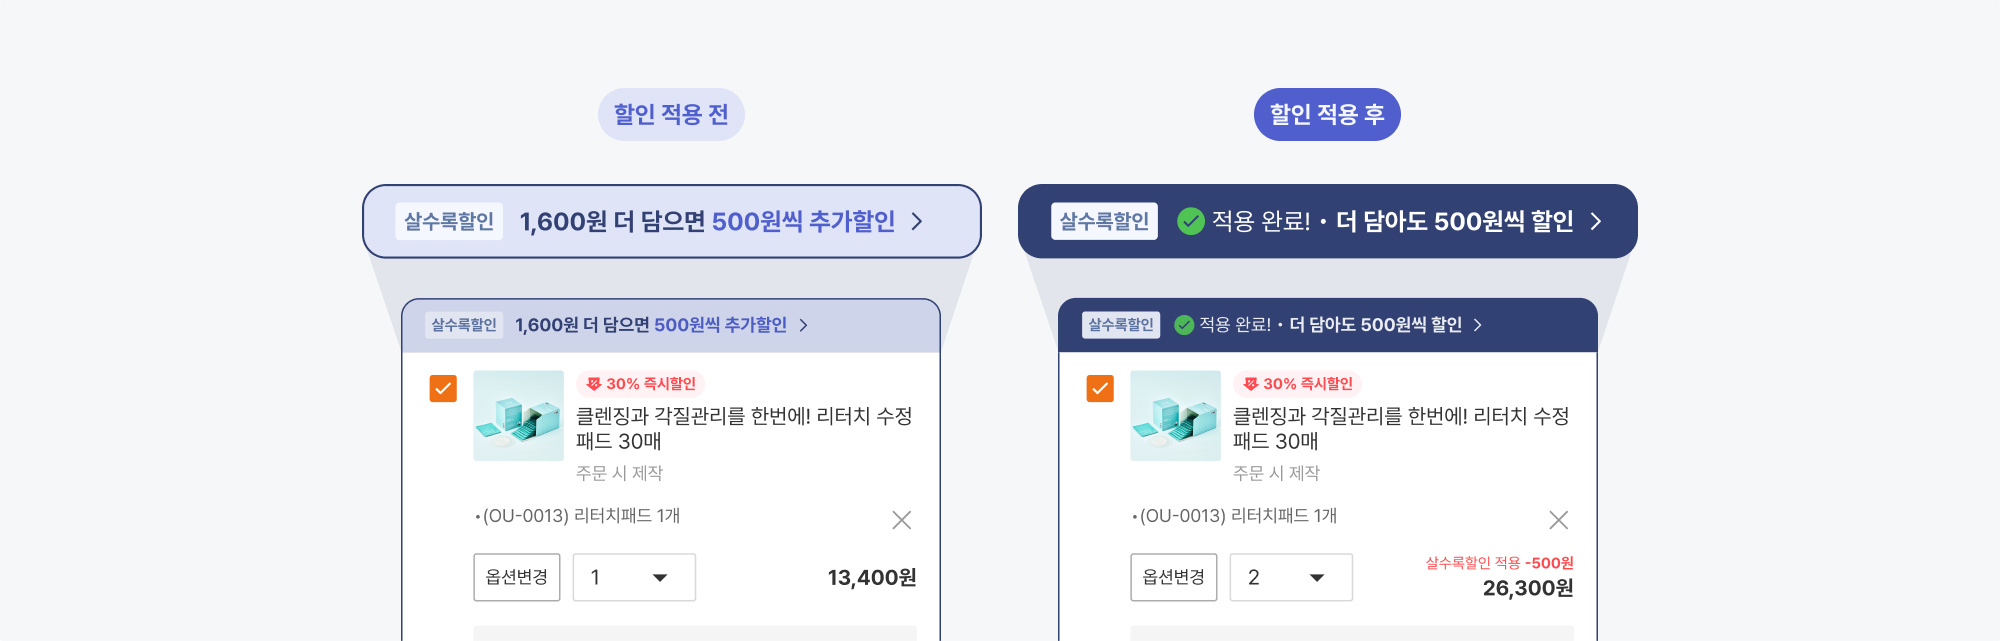 할인 적용 전
살수록할인 1,600원 더 담으면 500원씩 추가할인
살수록할인 1,600원 더 담으면 500원씩 추가할인
30% 즉시할인
클렌징과 각질관리를 한번에! 리터치 수정
패드 30매
주문 시 제작
•(OU-0013) 리터치패드 1개
옵션변경 1 13,400원
할인 적용 후
살수록할인 적용 완료! • 더 담아도 500원씩 할인
살수록할인 적용 완료! • 더 담아도 500원씩 할인
30% 즉시할인
클렌징과 각질관리를 한번에! 리터치 수정
패드 30매
주문 시 제작
•(OU-0013) 리터치패드 1개
살수록할인 적용 -500원
옵션변경 2 26,300원